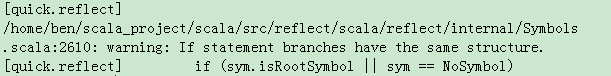 [quick.reflect]
/home/ben/scala_project/scala/src/reflect/scala/reflect/internal/Symbols
.scala:2610: warning: If statement branches have the same structure.
[quick.reflect]         if (sym.isRootSymbol || sym == NoSymbol)